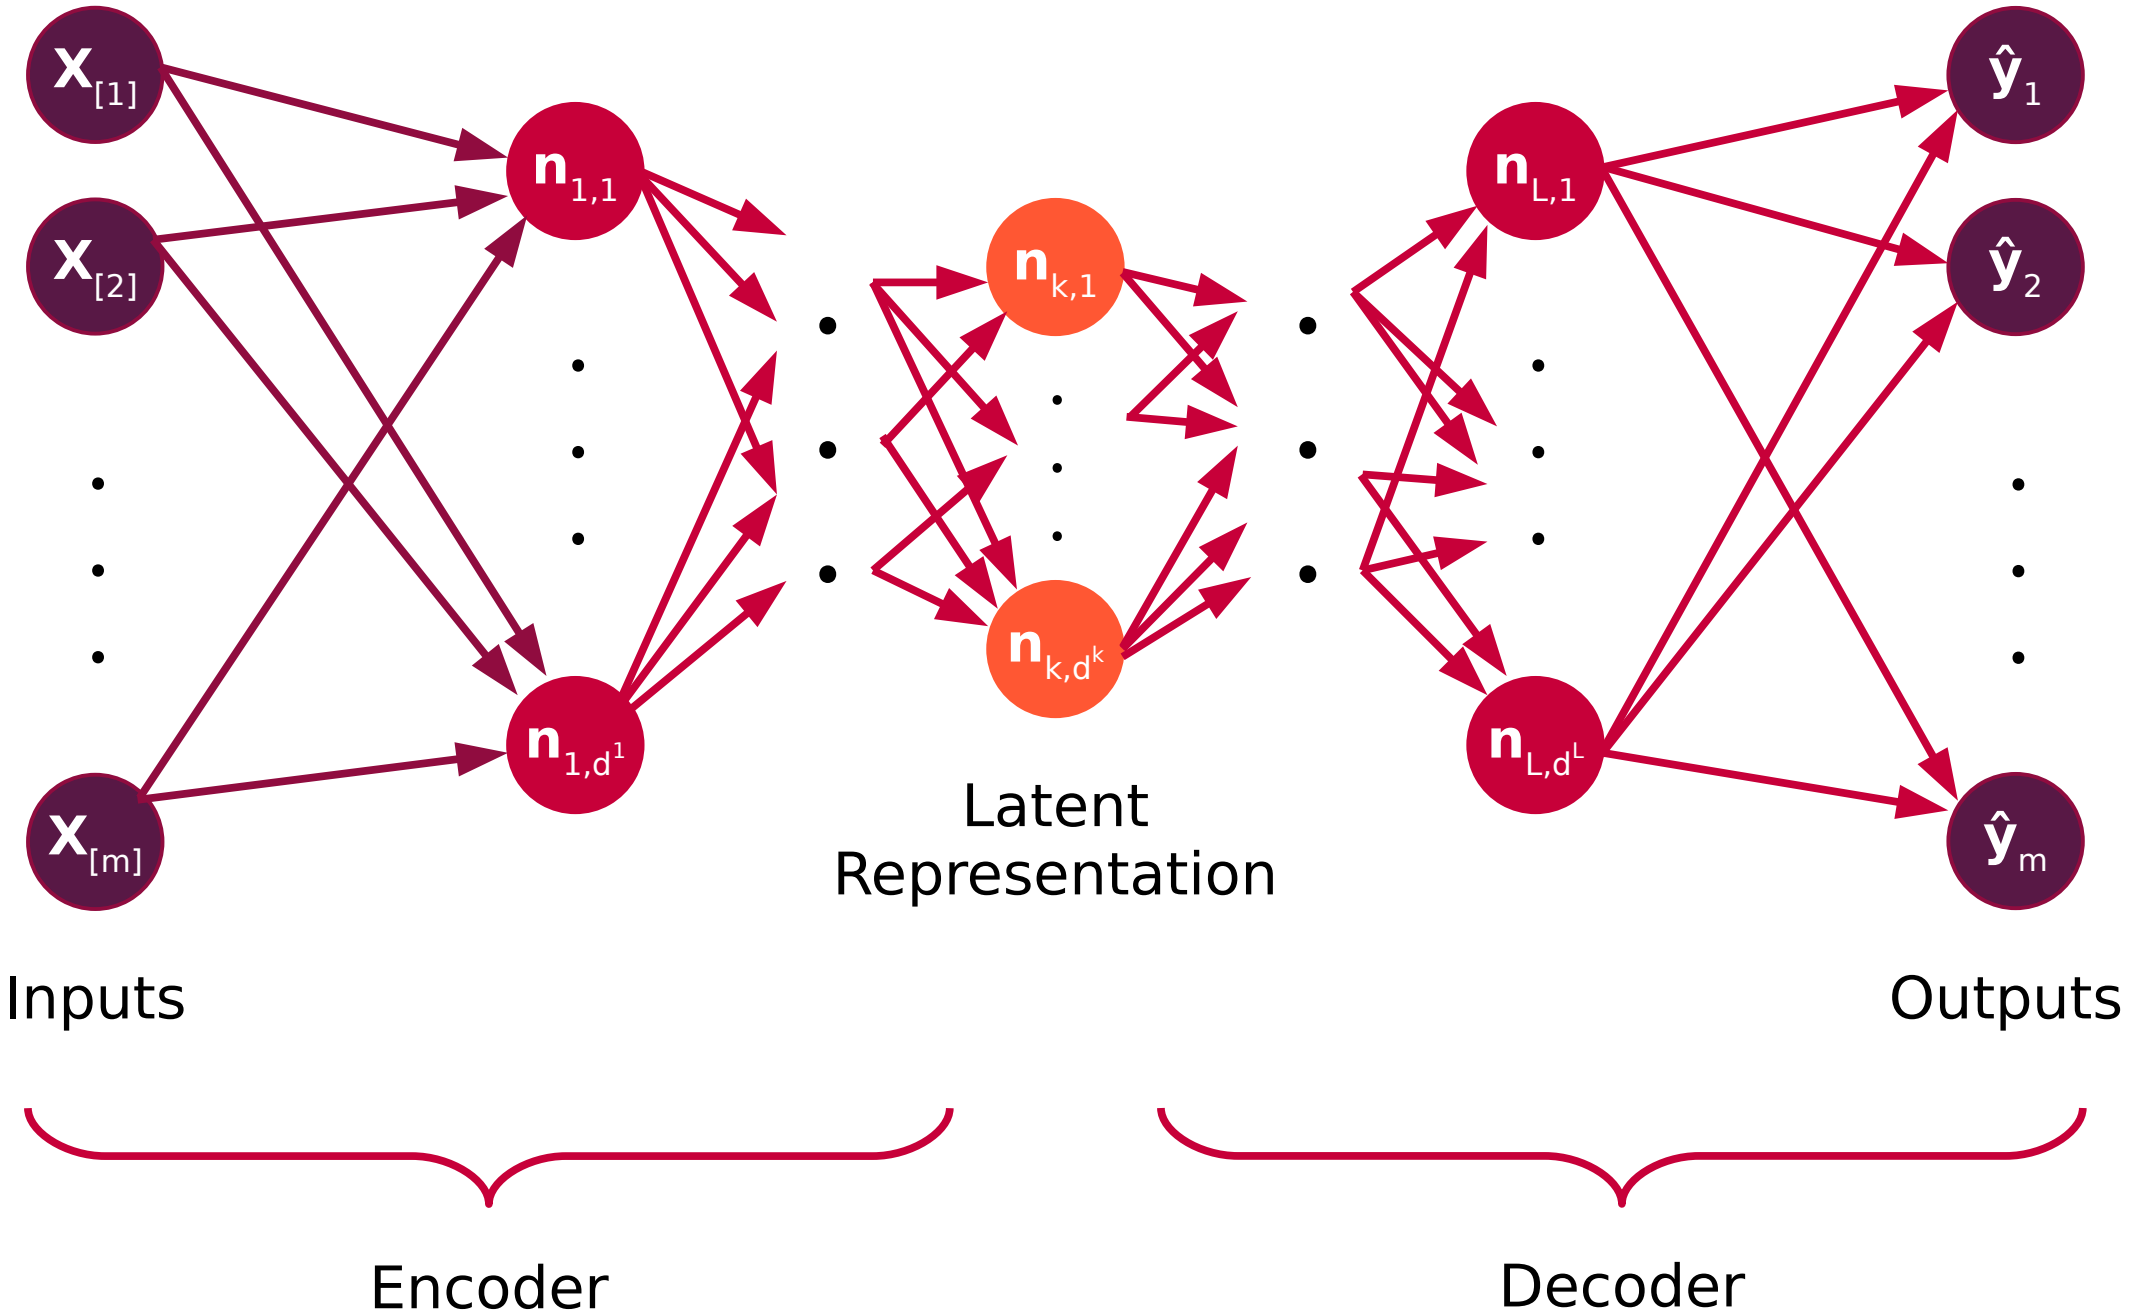 X[1]
X[2]
X[m]
n1,1
n1,d¹
nk,1
nk,dᵏ
nL,1
nL,dᴸ
ŷ1
ŷ2
ŷm
Latent
Representation
Inputs
Outputs
Encoder
Decoder